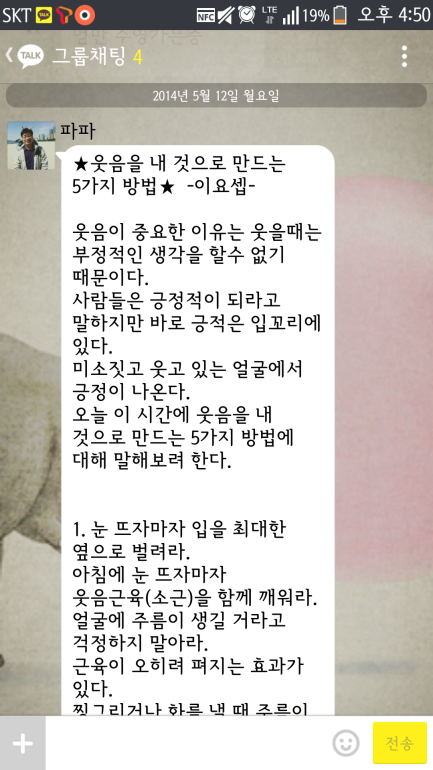 SKT TALK NFC LTE 19% 오후 4:50
TALK 그룹채팅 4
2014년 5월 12일 월요일
파파
★웃음을 내 것으로 만드는
5가지 방법★ -이요셉-
웃음이 중요한 이유는 웃을때는
부정적인 생각을 할수 없기
때문이다.
사람들은 긍정적이 되라고
말하지만 바로 긍적은 입꼬리에
있다.
미소짓고 웃고 있는 얼굴에서
긍정이 나온다.
오늘 이 시간에 웃음을 내
것으로 만드는 5가지 방법에
대해 말해보려 한다.
1. 눈 뜨자마자 입을 최대한
옆으로 벌려라.
아침에 눈 뜨자마자
웃음근육(소근)을 함께 깨워라.
얼굴에 주름이 생길 거라고
걱정하지 말아라.
근육이 오히려 펴지는 효과가
있다.
찡그리거나 화를 낼 때 주름이
전송